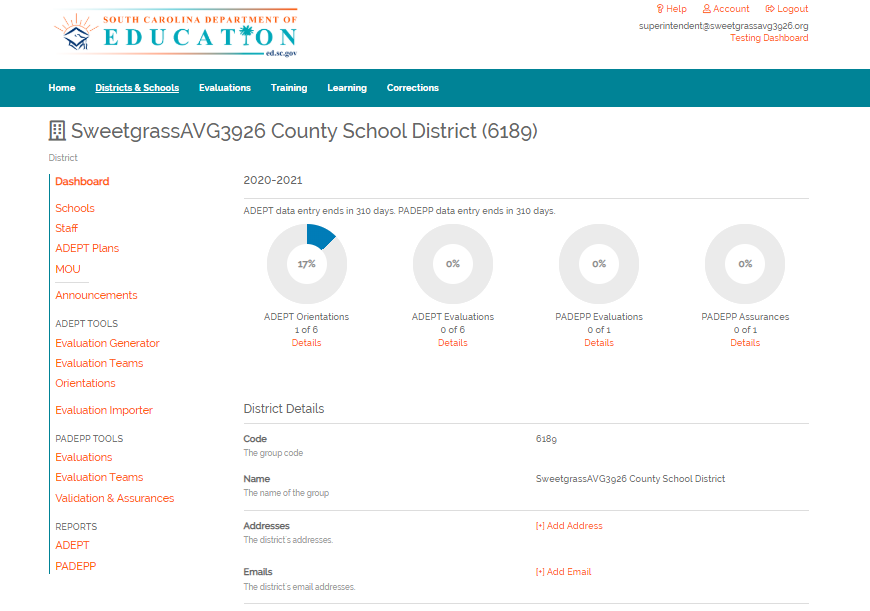 SOUTH CAROLINA DEPARTMENT OF
EDUCATION
ed.sc.gov
Help Account Logout
superintendent@sweetgrassavg3926.org
Testing Dashboard
Home Districts & Schools Evaluations Training Learning Corrections
SweetgrassAVG3926 County School District (6189)
District
Dashboard
Schools
Staff
ADEPT Plans
MOU
Announcements
ADEPT TOOLS
Evaluation Generator
Evaluation Teams
Orientations
Evaluation Importer
PADEPP TOOLS
Evaluations
Evaluation Teams
Validation & Assurances
REPORTS
ADEPT
PADEPP
2020-2021
ADEPT data entry ends in 310 days. PADEPP data entry ends in 310 days.
17% 0% 0% 0%
ADEPT Orientations ADEPT Evaluations PADEPP Evaluations PADEPP Assurances
1 of 6 0 of 6 0 of 1 0 of 1
Details Details Details Details
District Details
Code 6189
The group code
Name SweetgrassAVG3926 County School District
The name of the group
Addresses [+] Add Address
The district's addresses.
Emails [+] Add Email
The district's email addresses.